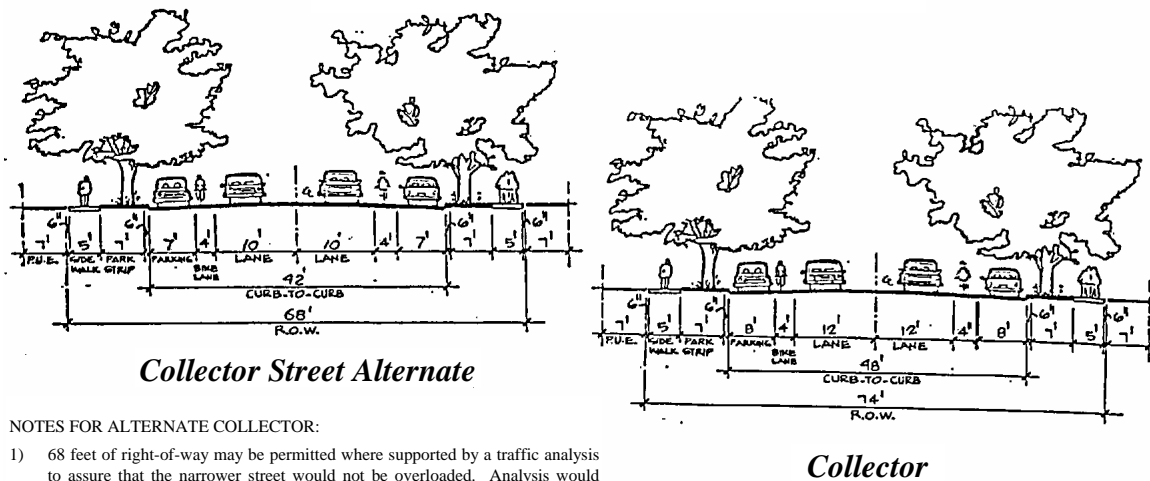 6" 6" 6" 6"
7' 5' 7' 7' 4' 10' 10' 4' 7' 7' 5' 7'
P.U.E. SIDE WALK PARK STRIP PARKING BIKE LANE LANE LANE
42'
CURB-TO-CURB
68'
R.O.W.
Collector Street Alternate
NOTES FOR ALTERNATE COLLECTOR:
1) 68 feet of right-of-way may be permitted where supported by a traffic analysis
to assure that the narrower street would not be overloaded. Analysis would
6" 6" 6" 6"
7' 5' 7' 8' 4' 12' 12' 4' 8' 7' 5' 7'
P.U.E. SIDE WALK PARK STRIP PARKING BIKE LANE LANE LANE
48'
CURB-TO-CURB
74'
R.O.W.
Collector